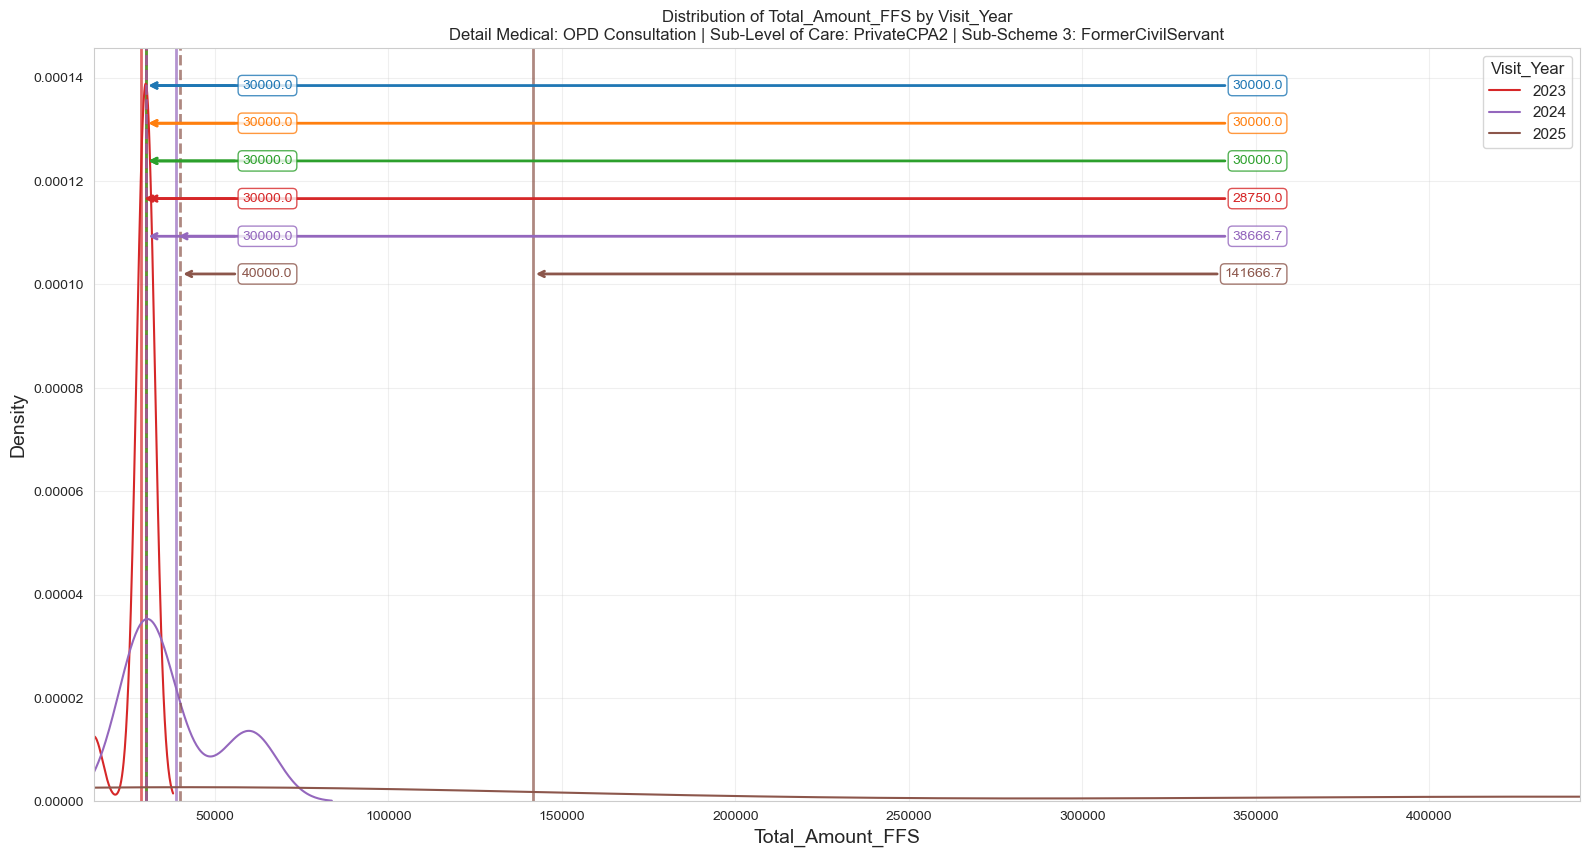 Distribution of Total_Amount_FFS by Visit_Year
Detail Medical: OPD Consultation | Sub-Level of Care: PrivateCPA2 | Sub-Scheme 3: FormerCivilServant
Visit_Year
2023
2024
2025
30000.0 30000.0
30000.0 30000.0
30000.0 30000.0
30000.0 28750.0
30000.0 38666.7
40000.0 141666.7
Density
0.00014
0.00012
0.00010
0.00008
0.00006
0.00004
0.00002
0.00000
50000 100000 150000 200000 250000 300000 350000 400000
Total_Amount_FFS